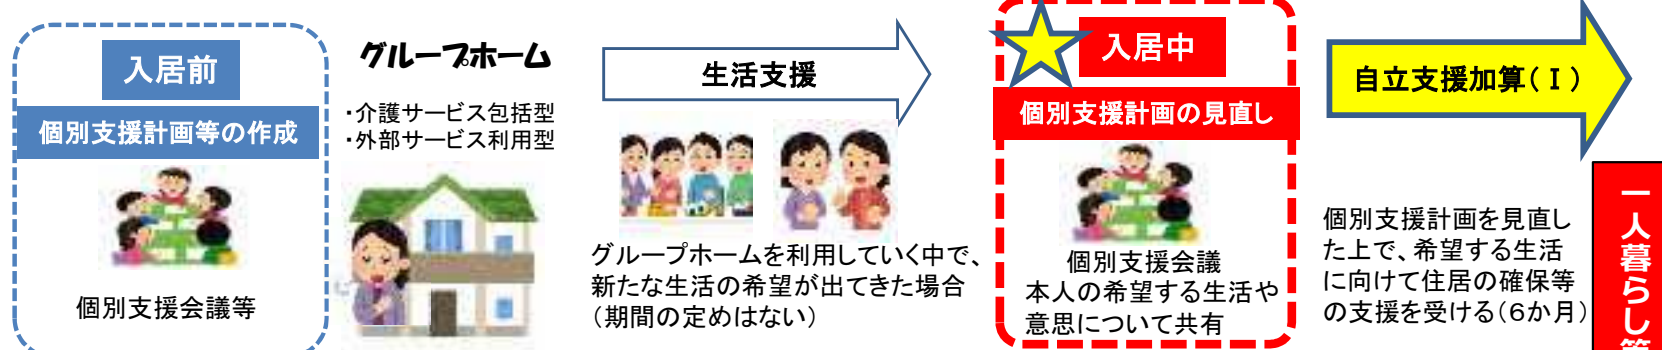 入居前
個別支援計画等の作成
個別支援会議等
グループホーム
・介護サービス包括型
・外部サービス利用型
生活支援
グループホームを利用していく中で、
新たな生活の希望が出てきた場合
（期間の定めはない）
入居中
個別支援計画の見直し
個別支援会議
本人の希望する生活や
意思について共有
自立支援加算（Ⅰ）
個別支援計画を見直し
た上で、希望する生活
に向けて住居の確保等
の支援を受ける（６か月）
一人暮らし等